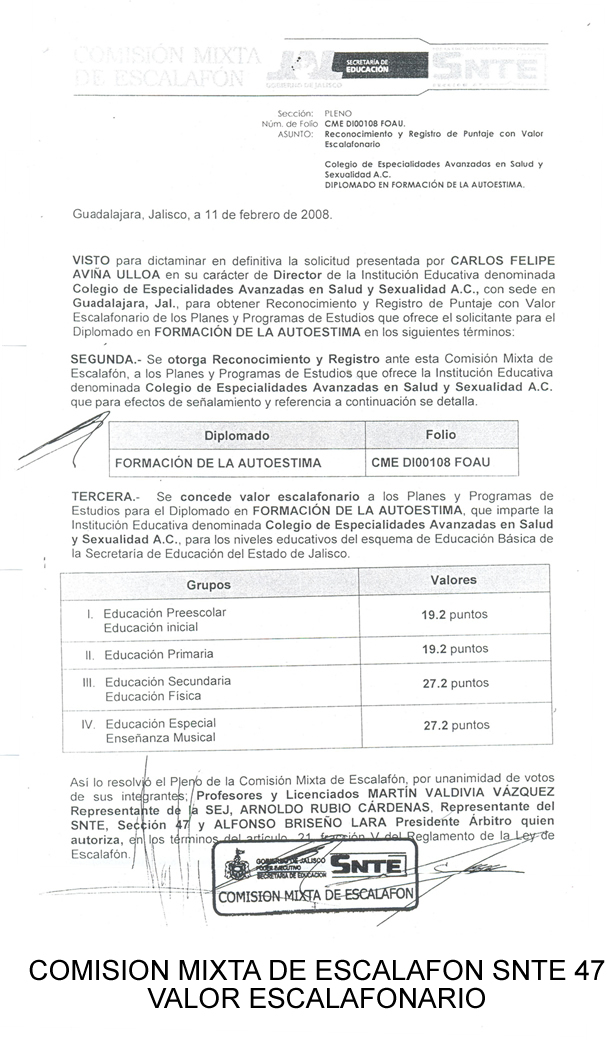 COMISIÓN MIXTA
DE ESCALAFÓN
JAL
GOBIERNO DE JALISCO
SECRETARÍA DE
EDUCACIÓN
SNTE
Sección: PLENO
Núm. de Folio CME DI00108 FOAU.
ASUNTO: Reconocimiento y Registro de Puntaje con Valor
Escalafonario
Colegio de Especialidades Avanzadas en Salud y
Sexualidad A.C.
DIPLOMADO EN FORMACIÓN DE LA AUTOESTIMA.
Guadalajara, Jalisco, a 11 de febrero de 2008.
VISTO para dictaminar en definitiva la solicitud presentada por CARLOS FELIPE
AVIÑA ULLOA en su carácter de Director de la Institución Educativa denominada
Colegio de Especialidades Avanzadas en Salud y Sexualidad A.C., con sede en
Guadalajara, Jal., para obtener Reconocimiento y Registro de Puntaje con Valor
Escalafonario de los Planes y Programas de Estudios que ofrece el solicitante para el
Diplomado en FORMACIÓN DE LA AUTOESTIMA en los siguientes términos:
SEGUNDA.- Se otorga Reconocimiento y Registro ante esta Comisión Mixta de
Escalafón, a los Planes y Programas de Estudios que ofrece la Institución Educativa
denominada Colegio de Especialidades Avanzadas en Salud y Sexualidad A.C.
que para efectos de señalamiento y referencia a continuación se detalla.
Diplomado Folio
FORMACIÓN DE LA AUTOESTIMA CME DI00108 FOAU
TERCERA.- Se concede valor escalafonario a los Planes y Programas de
Estudios para el Diplomado en FORMACIÓN DE LA AUTOESTIMA, que imparte la
Institución Educativa denominada Colegio de Especialidades Avanzadas en Salud
y Sexualidad A.C., para los niveles educativos del esquema de Educación Básica de
la Secretaría de Educación del Estado de Jalisco.
Grupos Valores
I. Educación Preescolar
Educación inicial 19.2 puntos
II. Educación Primaria 19.2 puntos
III. Educación Secundaria
Educación Física 27.2 puntos
IV. Educación Especial
Enseñanza Musical 27.2 puntos
Así lo resolvió el Pleno de la Comisión Mixta de Escalafón, por unanimidad de votos
de sus integrantes; Profesores y Licenciados MARTÍN VALDIVIA VÁZQUEZ
Representante de la SEJ, ARNOLDO RUBIO CÁRDENAS, Representante del
SNTE, Sección 47 y ALFONSO BRISEÑO LARA Presidente Árbitro quien
autoriza, en los términos del artículo 21 fracción V del Reglamento de la Ley de
Escalafón.
GOBIERNO DE JALISCO
PODER EJECUTIVO
SECRETARIA DE EDUCACION
SNTE
COMISION MIXTA DE ESCALAFON
COMISION MIXTA DE ESCALAFON SNTE 47
VALOR ESCALAFONARIO